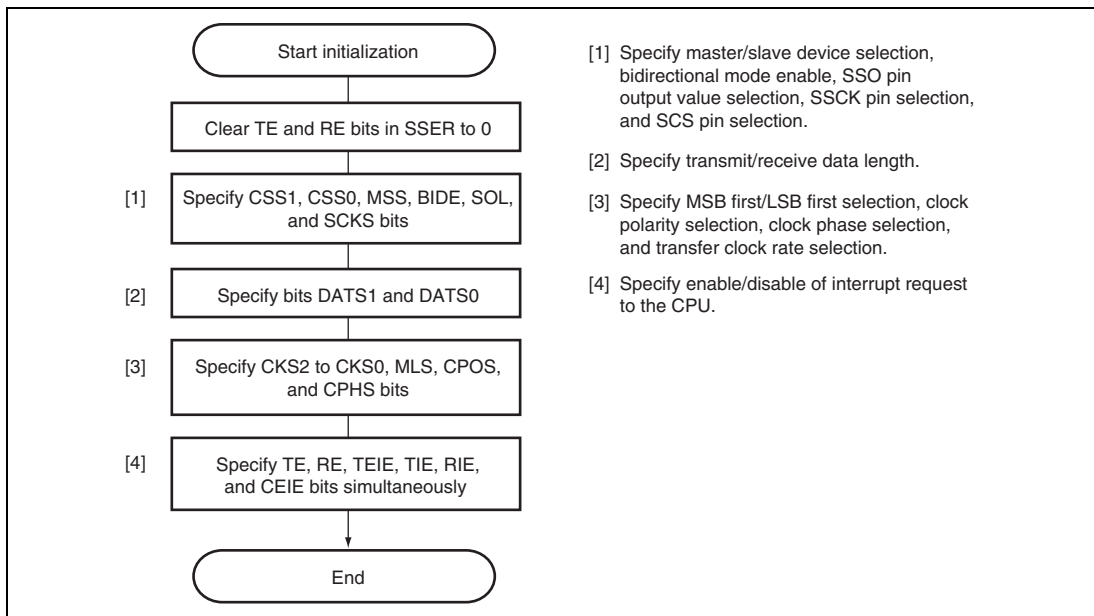 Start initialization
Clear TE and RE bits in SSER to 0
[1]
Specify CSS1, CSS0, MSS, BIDE, SOL,
and SCKS bits
[2]
Specify bits DATS1 and DATS0
[3]
Specify CKS2 to CKS0, MLS, CPOS,
and CPHS bits
[4]
Specify TE, RE, TEIE, TIE, RIE,
and CEIE bits simultaneously
End
[1] Specify master/slave device selection,
bidirectional mode enable, SSO pin
output value selection, SSCK pin selection,
and SCS pin selection.
[2] Specify transmit/receive data length.
[3] Specify MSB first/LSB first selection, clock
polarity selection, clock phase selection,
and transfer clock rate selection.
[4] Specify enable/disable of interrupt request
to the CPU.